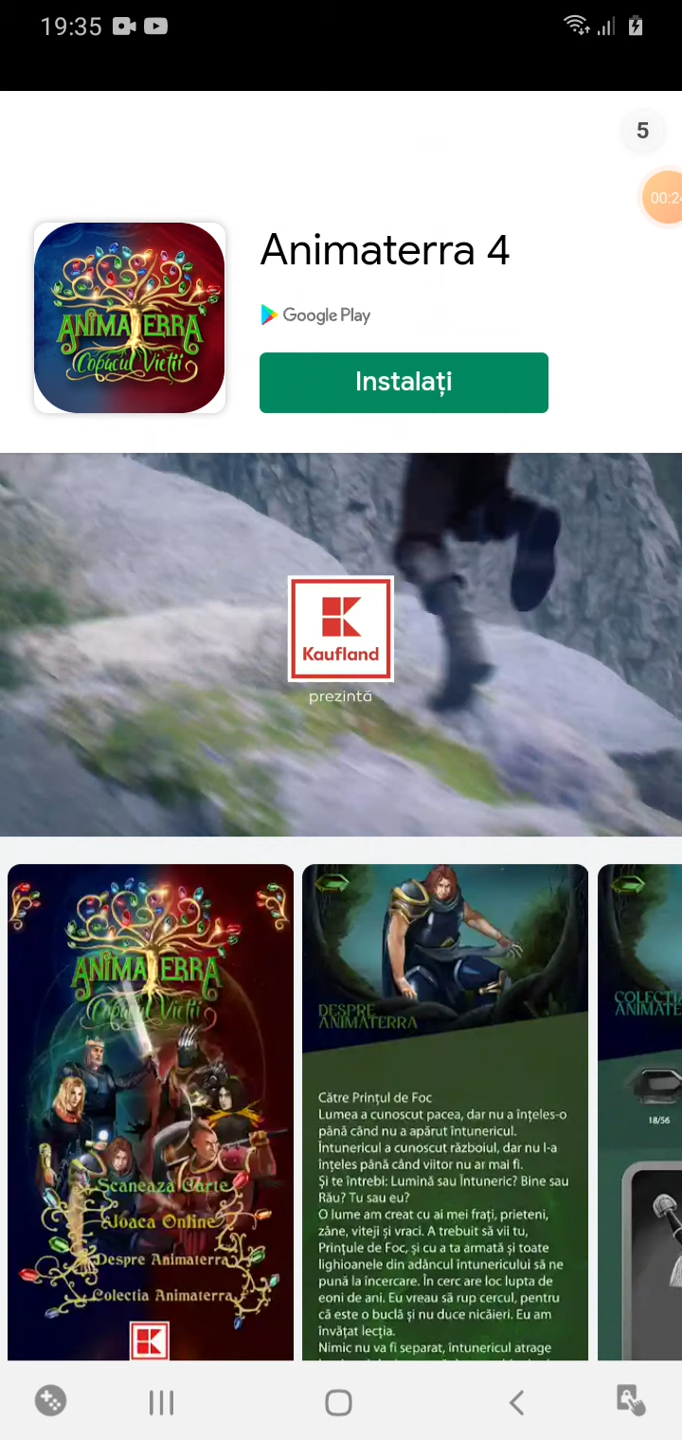 19:35
5
00:24
Animaterra 4
Google Play
Instalați
ANIMATERRA
Copacul Vieții
Kaufland
prezintă
ANIMATERRA
Copacul Vieții
Scanează Carte
Joaca Online
Despre Animaterra
Colectia Animaterra
DESPRE
ANIMATERRA
Către Prințul de Foc
Lumea a cunoscut pacea, dar nu a înțeles-o
până când nu a apărut întunericul.
Întunericul a cunoscut războiul, dar nu l-a
înțeles până când viitor nu ar mai fi.
Și te întrebi: Lumină sau Întuneric? Bine sau
Rău? Tu sau eu?
O lume am creat cu ai mei frați, prieteni,
zâne, viteji și vraci. A trebuit să vii tu,
Prințule de Foc, și cu a ta armată și toate
lighioanele din adâncul întunericului să ne
pună la încercare. În cerc are loc lupta de
eoni de ani. Eu vreau să rup cercul, pentru
că este o buclă și nu duce nicăieri. Eu am
învățat lecția.
Nimic nu va fi separat, întunericul atrage
18/56